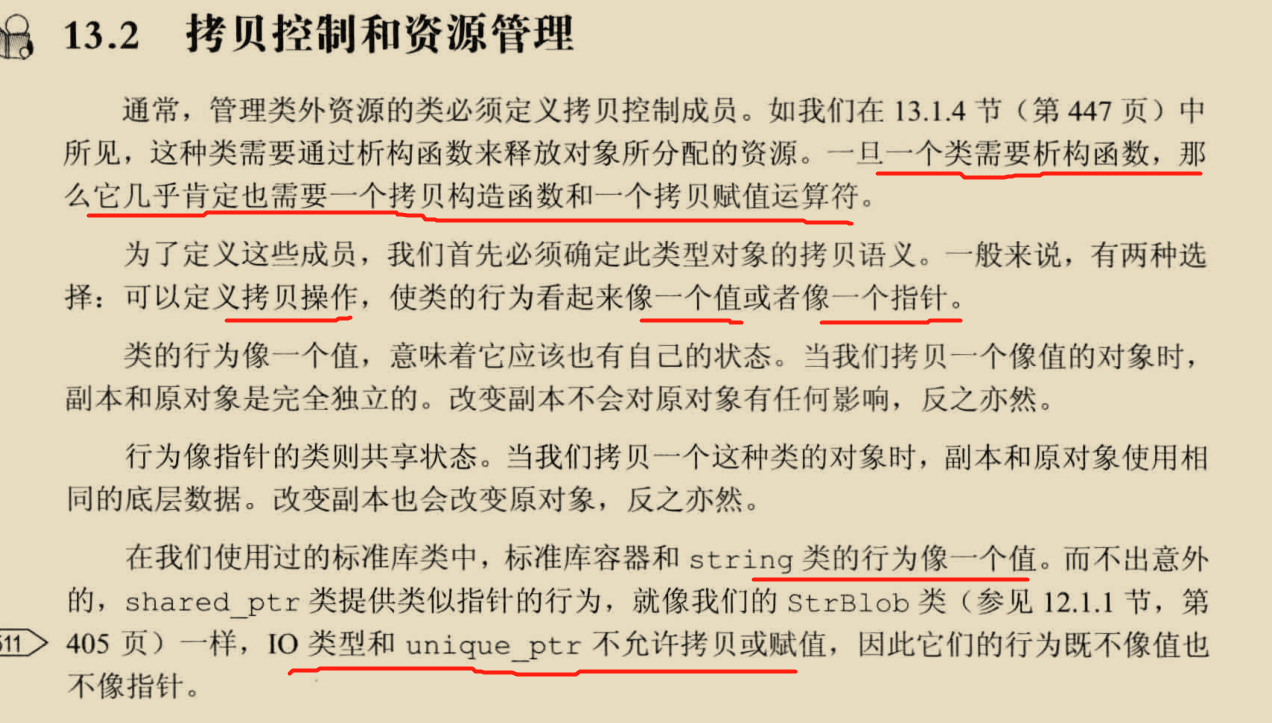 13.2 拷贝控制和资源管理
通常，管理类外资源的类必须定义拷贝控制成员。如我们在 13.1.4 节（第 447 页）中
所见，这种类需要通过析构函数来释放对象所分配的资源。一旦一个类需要析构函数，那
么它几乎肯定也需要一个拷贝构造函数和一个拷贝赋值运算符。
为了定义这些成员，我们首先必须确定此类型对象的拷贝语义。一般来说，有两种选
择：可以定义拷贝操作，使类的行为看起来像一个值或者像一个指针。
类的行为像一个值，意味着它应该也有自己的状态。当我们拷贝一个像值的对象时，
副本和原对象是完全独立的。改变副本不会对原对象有任何影响，反之亦然。
行为像指针的类则共享状态。当我们拷贝一个这种类的对象时，副本和原对象使用相
同的底层数据。改变副本也会改变原对象，反之亦然。
在我们使用过的标准库类中，标准库容器和 string 类的行为像一个值。而不出意外
的，shared_ptr 类提供类似指针的行为，就像我们的 StrBlob 类（参见 12.1.1 节，第
511
405 页）一样，IO 类型和 unique_ptr 不允许拷贝或赋值，因此它们的行为既不像值也
不像指针。